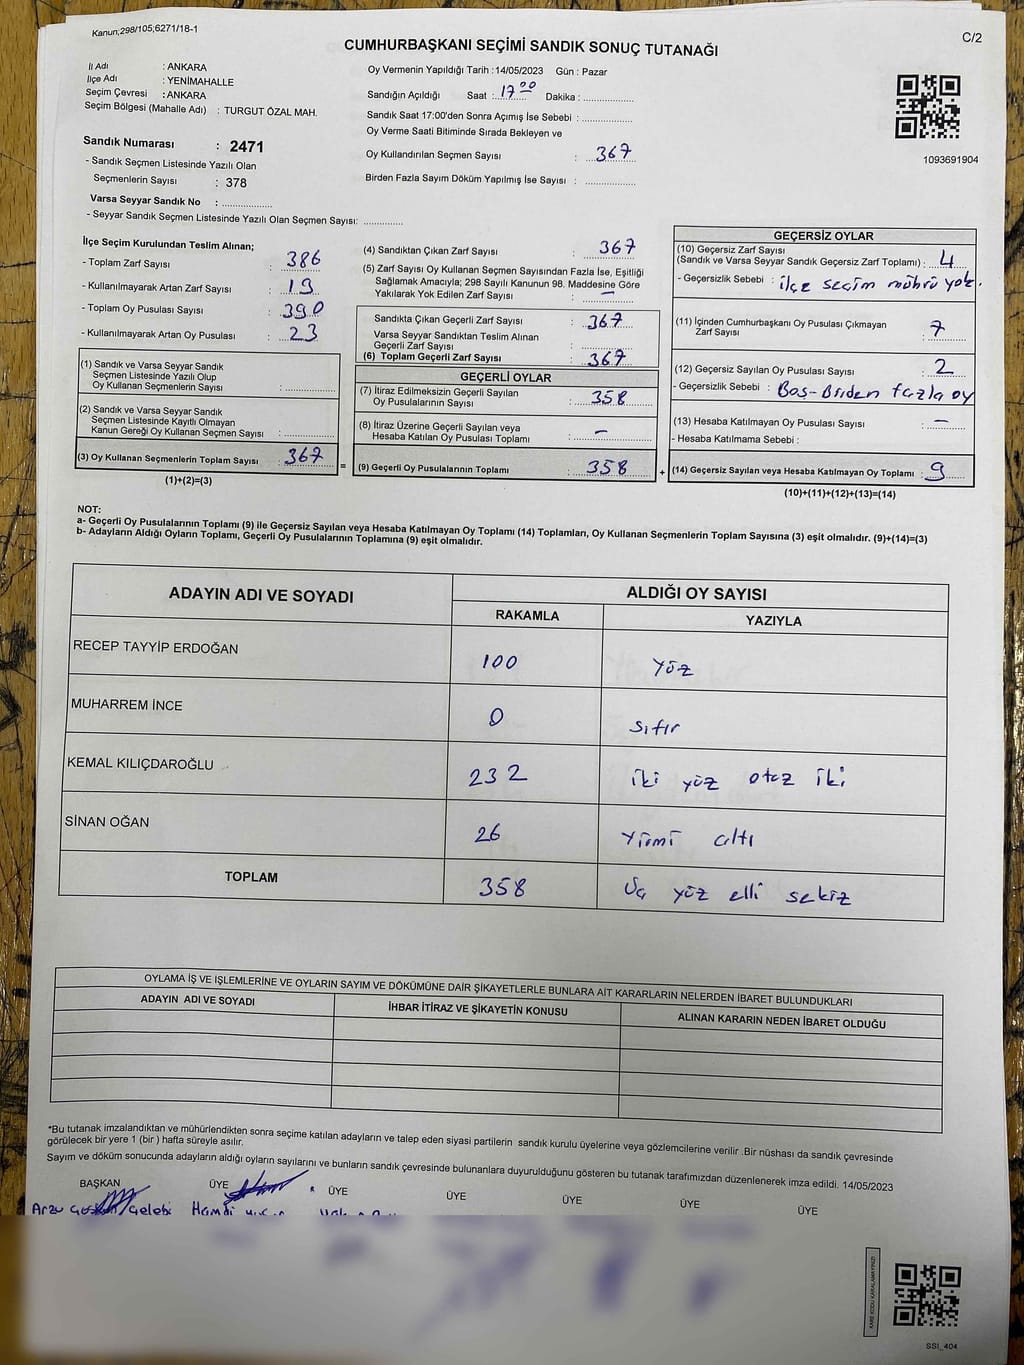 Kanun;298/105;6271/18-1
C/2
CUMHURBAŞKANI SEÇİMİ SANDIK SONUÇ TUTANAĞI
İl Adı : ANKARA
İlçe Adı : YENİMAHALLE
Seçim Çevresi : ANKARA
Seçim Bölgesi (Mahalle Adı) : TURGUT ÖZAL MAH.
Oy Vermenin Yapıldığı Tarih :14/05/2023 Gün : Pazar
Sandığın Açıldığı Saat :..17.00 Dakika : ................
Sandık Saat 17:00'den Sonra Açımış İse Sebebi : ................
Oy Verme Saati Bitiminde Sırada Bekleyen ve
Oy Kullandırılan Seçmen Sayısı : 367
Birden Fazla Sayım Döküm Yapılmış İse Sayısı : ................
1093691904
Sandık Numarası : 2471
- Sandık Seçmen Listesinde Yazılı Olan
Seçmenlerin Sayısı : 378
Varsa Seyyar Sandık No : ................
- Seyyar Sandık Seçmen Listesinde Yazılı Olan Seçmen Sayısı: ............
İlçe Seçim Kurulundan Teslim Alınan;
- Toplam Zarf Sayısı : 386
- Kullanılmayarak Artan Zarf Sayısı : 19
- Toplam Oy Pusulası Sayısı : 390
- Kullanılmayarak Artan Oy Pusulası : 23
(1) Sandık ve Varsa Seyyar Sandık
Seçmen Listesinde Yazılı Olup
Oy Kullanan Seçmenlerin Sayısı : ................
(2) Sandık ve Varsa Seyyar Sandık
Seçmen Listesinde Kayıtlı Olmayan
Kanun Gereği Oy Kullanan Seçmen Sayısı : ................
(3) Oy Kullanan Seçmenlerin Toplam Sayısı : 367
(1)+(2)=(3)
(4) Sandıktan Çıkan Zarf Sayısı : 367
(5) Zarf Sayısı Oy Kullanan Seçmen Sayısından Fazla İse, Eşitliği
Sağlamak Amacıyla; 298 Sayılı Kanunun 98. Maddesine Göre
Yakılarak Yok Edilen Zarf Sayısı : –
Sandıkta Çıkan Geçerli Zarf Sayısı : 367
Varsa Seyyar Sandıktan Teslim Alınan
Geçerli Zarf Sayısı : ................
(6) Toplam Geçerli Zarf Sayısı : 367
GEÇERLİ OYLAR
(7) İtiraz Edilmeksizin Geçerli Sayılan
Oy Pusulalarının Sayısı : 358
(8) İtiraz Üzerine Geçerli Sayılan veya
Hesaba Katılan Oy Pusulası Toplamı : –
= (9) Geçerli Oy Pusulalarının Toplamı : 358 +
GEÇERSİZ OYLAR
(10) Geçersiz Zarf Sayısı
(Sandık ve Varsa Seyyar Sandık Geçersiz Zarf Toplamı) : 4
- Geçersizlik Sebebi : ilçe seçim mührü yok.
(11) İçinden Cumhurbaşkanı Oy Pusulası Çıkmayan
Zarf Sayısı : 7
(12) Geçersiz Sayılan Oy Pusulası Sayısı : 2
- Geçersizlik Sebebi : Boş-Briden fazla oy
(13) Hesaba Katılmayan Oy Pusulası Sayısı : –
- Hesaba Katılmama Sebebi :
(14) Geçersiz Sayılan veya Hesaba Katılmayan Oy Toplamı : 9
(10)+(11)+(12)+(13)=(14)
NOT:
a- Geçerli Oy Pusulalarının Toplamı (9) ile Geçersiz Sayılan veya Hesaba Katılmayan Oy Toplamı (14) Toplamları, Oy Kullanan Seçmenlerin Toplam Sayısına (3) eşit olmalıdır. (9)+(14)=(3)
b- Adayların Aldığı Oyların Toplamı, Geçerli Oy Pusulalarının Toplamına (9) eşit olmalıdır.
ADAYIN ADI VE SOYADI ALDIĞI OY SAYISI
RAKAMLA YAZIYLA
RECEP TAYYİP ERDOĞAN 100 yüz
MUHARREM İNCE 0 sıfır
KEMAL KILIÇDAROĞLU 232 iki yüz otuz iki
SİNAN OĞAN 26 yirmi altı
TOPLAM 358 Üç yüz elli sekiz
OYLAMA İŞ VE İŞLEMLERİNE VE OYLARIN SAYIM VE DÖKÜMÜNE DAİR ŞİKAYETLERLE BUNLARA AİT KARARLARIN NELERDEN İBARET BULUNDUKLARI
ADAYIN ADI VE SOYADI İHBAR İTİRAZ VE ŞİKAYETİN KONUSU ALINAN KARARIN NEDEN İBARET OLDUĞU
*Bu tutanak imzalandıktan ve mühürlendikten sonra seçime katılan adayların ve talep eden siyasi partilerin sandık kurulu üyelerine veya gözlemcilerine verilir .Bir nüshası da sandık çevresinde
görülecek bir yere 1 (bir ) hafta süreyle asılır.
Sayım ve döküm sonucunda adayların aldığı oyların sayılarını ve bunların sandık çevresinde bulunanlara duyurulduğunu gösteren bu tutanak tarafımızdan düzenlenerek imza edildi. 14/05/2023
BAŞKAN ÜYE ÜYE ÜYE ÜYE ÜYE ÜYE
Arzu Çelebi Hamdi
KARE KODU KARALAMAYINIZ!
SSI_404